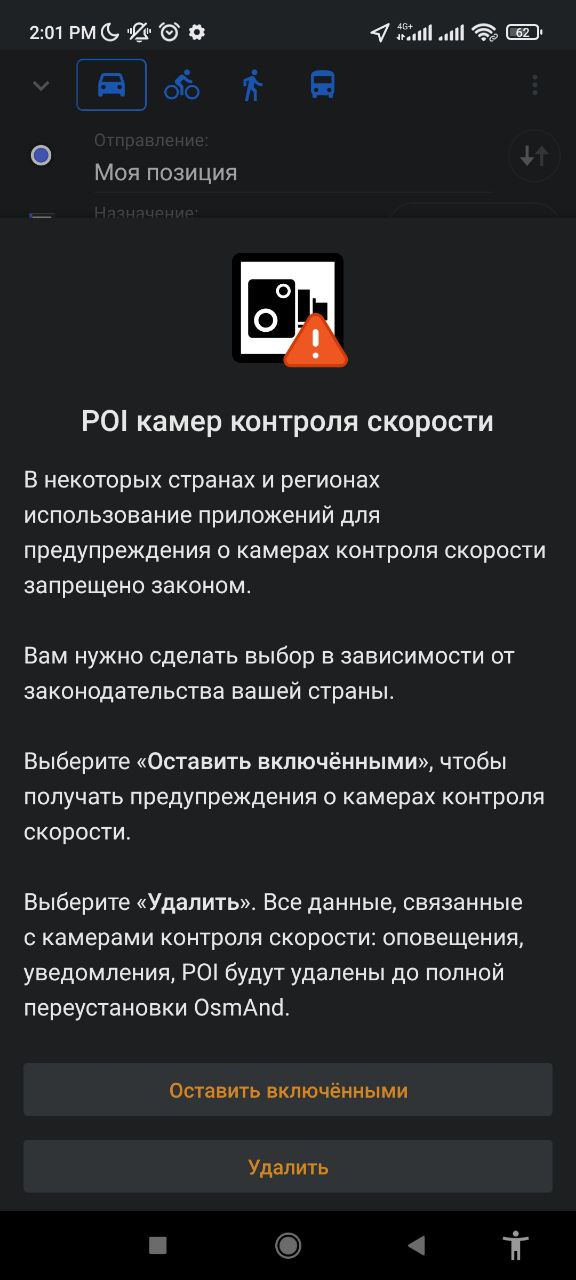 2:01 PM 4G+ 62
Отправление:
Моя позиция
Назначение:
POI камер контроля скорости
В некоторых странах и регионах
использование приложений для
предупреждения о камерах контроля скорости
запрещено законом.
Вам нужно сделать выбор в зависимости от
законодательства вашей страны.
Выберите «Оставить включёнными», чтобы
получать предупреждения о камерах контроля
скорости.
Выберите «Удалить». Все данные, связанные
с камерами контроля скорости: оповещения,
уведомления, POI будут удалены до полной
переустановки OsmAnd.
Оставить включёнными
Удалить